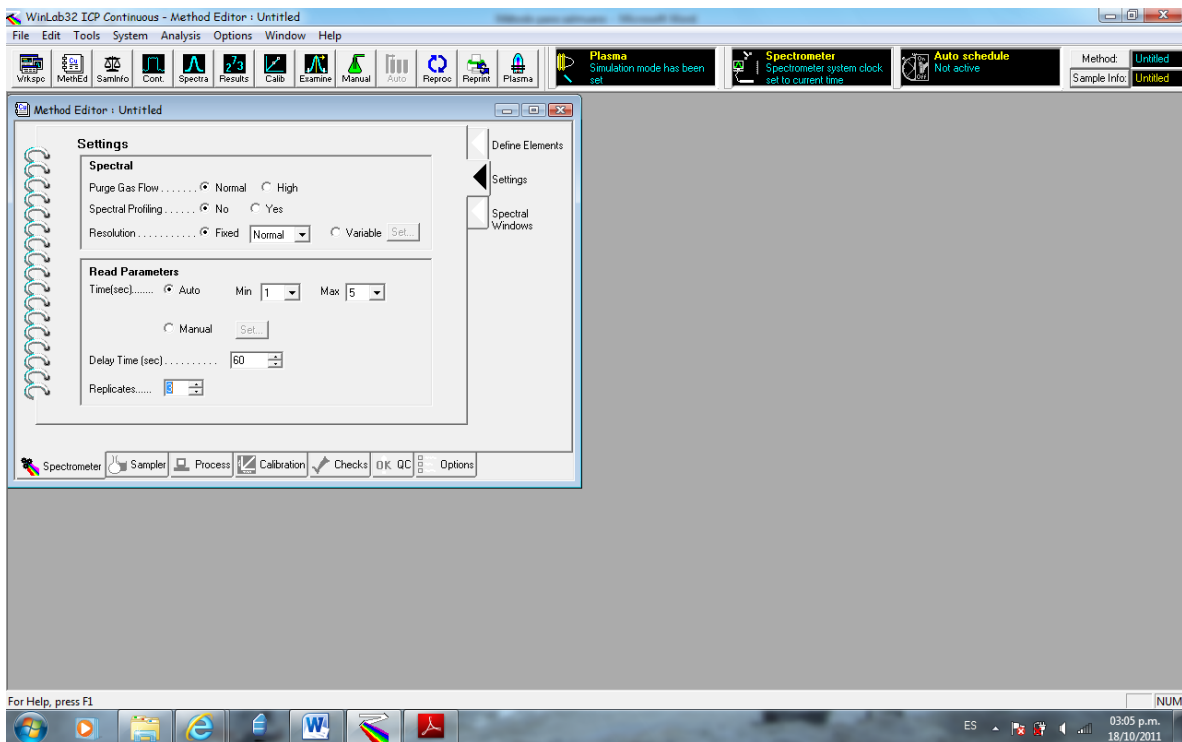 WinLab32 ICP Continuous - Method Editor : Untitled
File Edit Tools System Analysis Options Window Help
Wrkspc MethEd SamInfo Cont. Spectra Results Calib Examine Manual Auto Reproc Reprint Plasma
Plasma
Simulation mode has been
set
Spectrometer
Spectrometer system clock
set to current time
Auto schedule
Not active
Method: Untitled
Sample Info: Untitled
Method Editor : Untitled
Settings
Spectral
Purge Gas Flow . . . . . . . Normal High
Spectral Profiling . . . . . . No Yes
Resolution . . . . . . . . . . . Fixed Normal Variable Set...
Read Parameters
Time(sec)........ Auto Min 1 Max 5
Manual Set...
Delay Time (sec) . . . . . . . . . . 60
Replicates...... 3
Define Elements
Settings
Spectral
Windows
Spectrometer Sampler Process Calibration Checks OK QC Options
For Help, press F1
NUM
ES
03:05 p.m.
18/10/2011